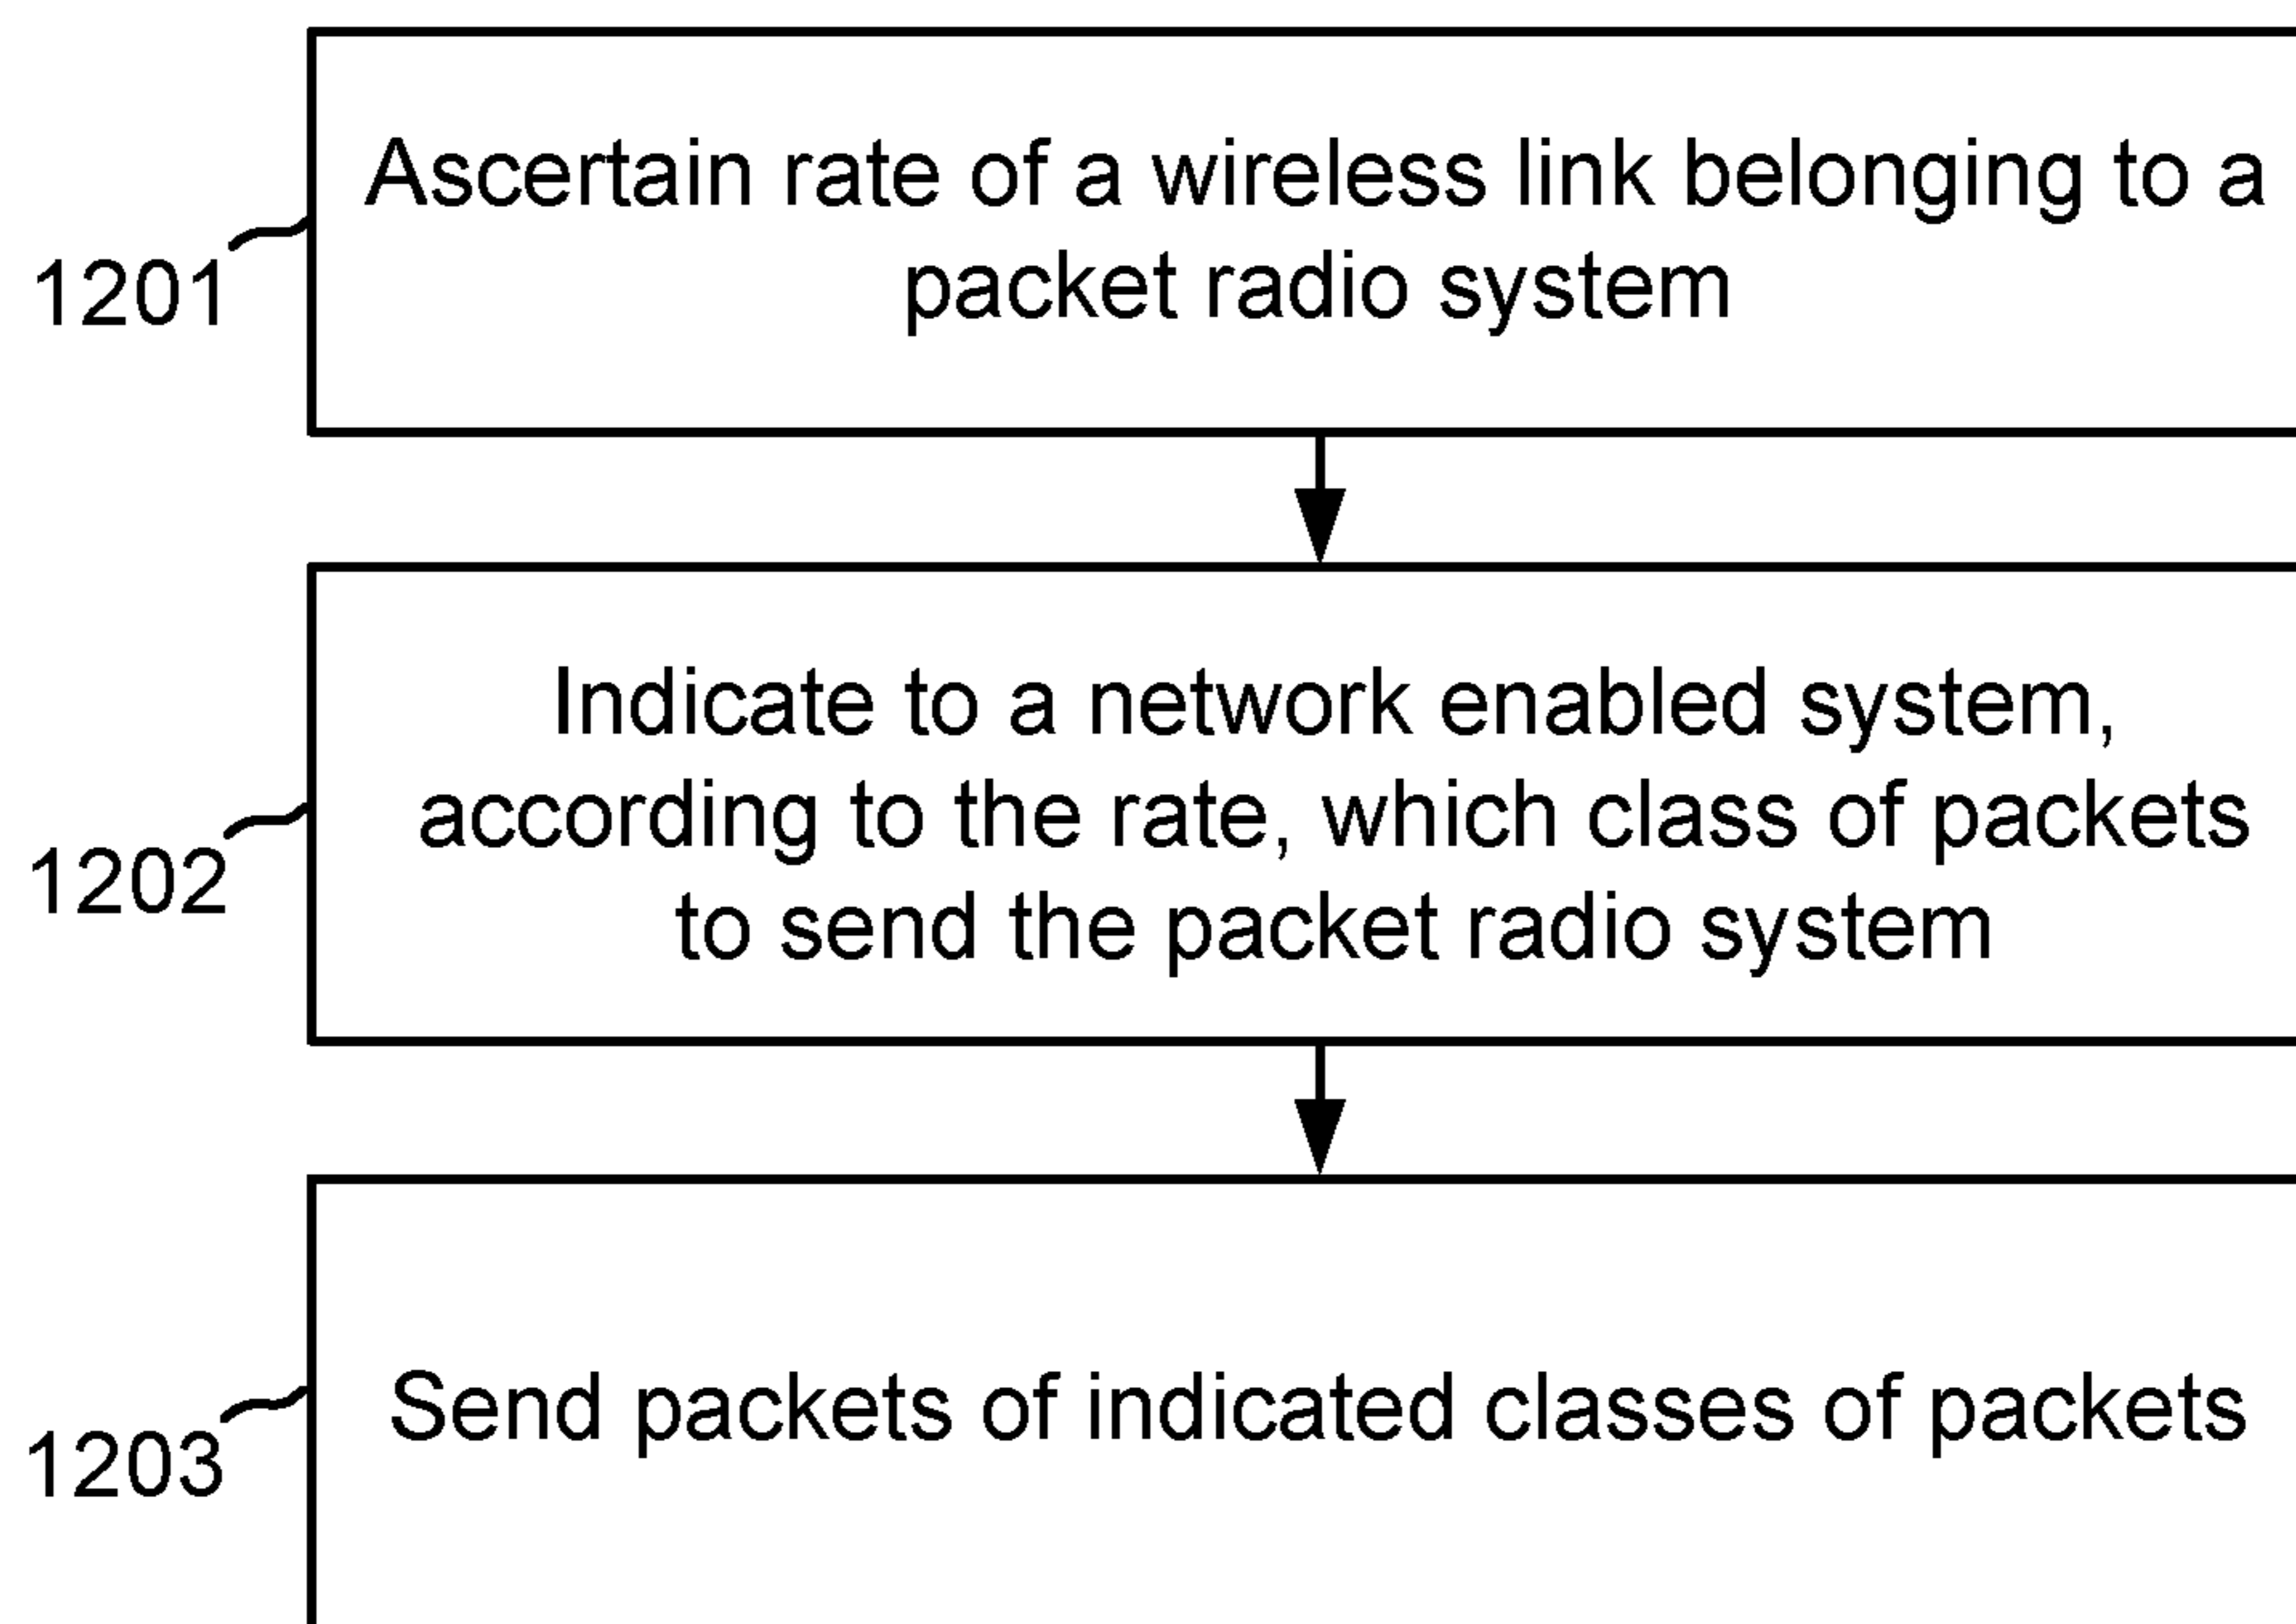 Ascertain rate of a wireless link belonging to a
packet radio system
1201
Indicate to a network enabled system,
according to the rate, which class of packets
to send the packet radio system
1202
Send packets of indicated classes of packets
1203